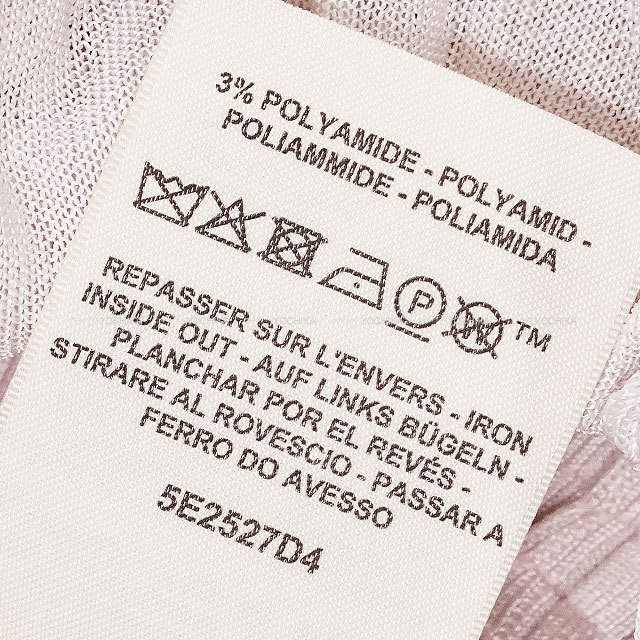 3% POLYAMIDE - POLYAMID -
POLIAMMIDE - POLIAMIDA
P W TM
REPASSER SUR L'ENVERS - IRON
INSIDE OUT - AUF LINKS BÜGELN -
PLANCHAR POR EL REVÉS -
STIRARE AL ROVESCIO - PASSAR A
FERRO DO AVESSO
5E2527D4